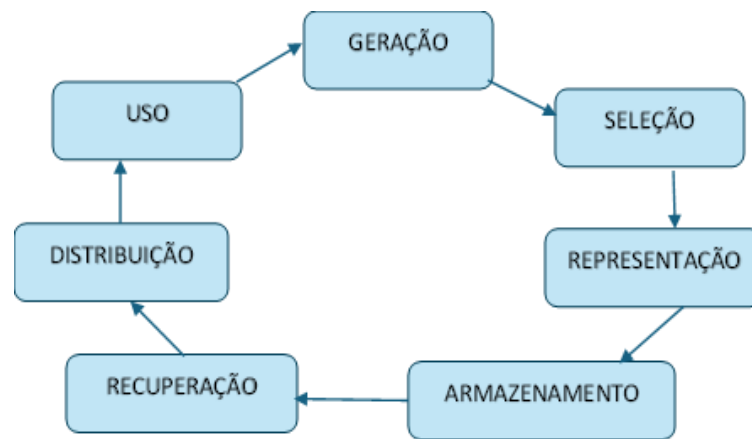 GERAÇÃO
SELEÇÃO
REPRESENTAÇÃO
ARMAZENAMENTO
RECUPERAÇÃO
DISTRIBUIÇÃO
USO